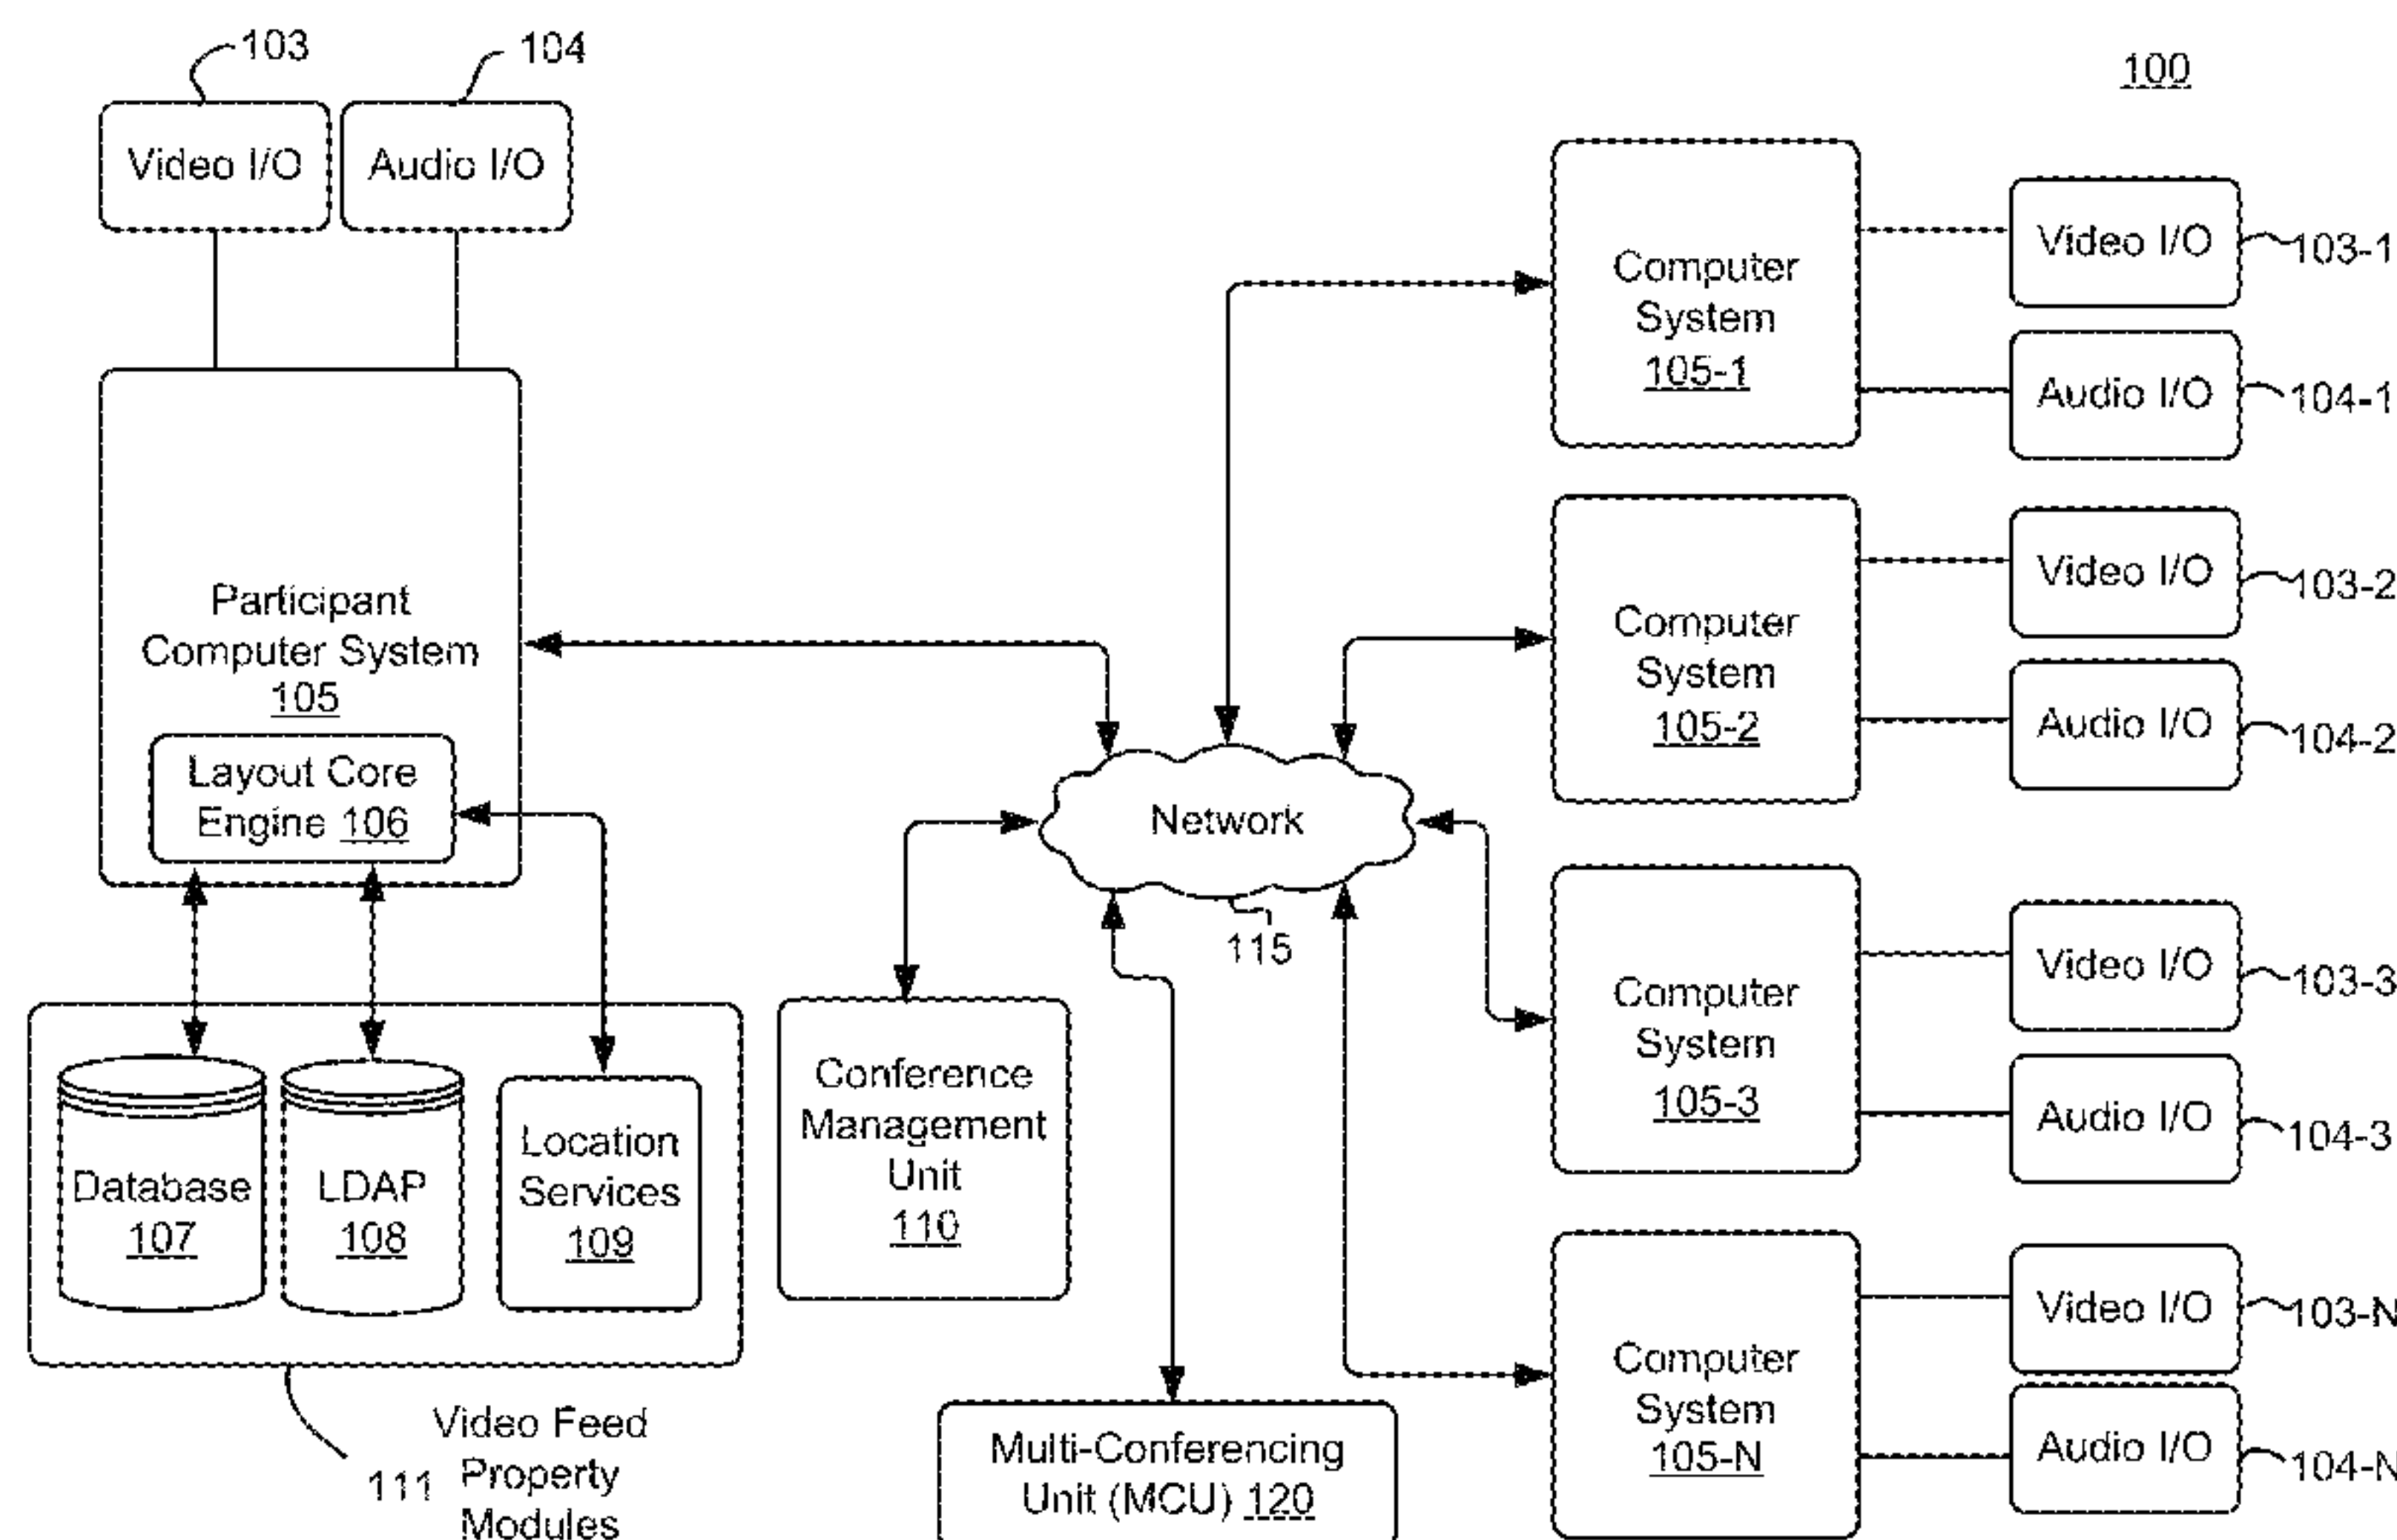 103
104
100
Video I/O
Audio I/O
Participant
Computer System
105
Layout Core
Engine 106
Database
107
LDAP
108
Location
Services
109
111
Video Feed
Property
Modules
Network
115
Conference
Management
Unit
110
Multi-Conferencing
Unit (MCU) 120
Computer
System
105-1
Video I/O
103-1
Audio I/O
104-1
Computer
System
105-2
Video I/O
103-2
Audio I/O
104-2
Computer
System
105-3
Video I/O
103-3
Audio I/O
104-3
Computer
System
105-N
Video I/O
103-N
Audio I/O
104-N